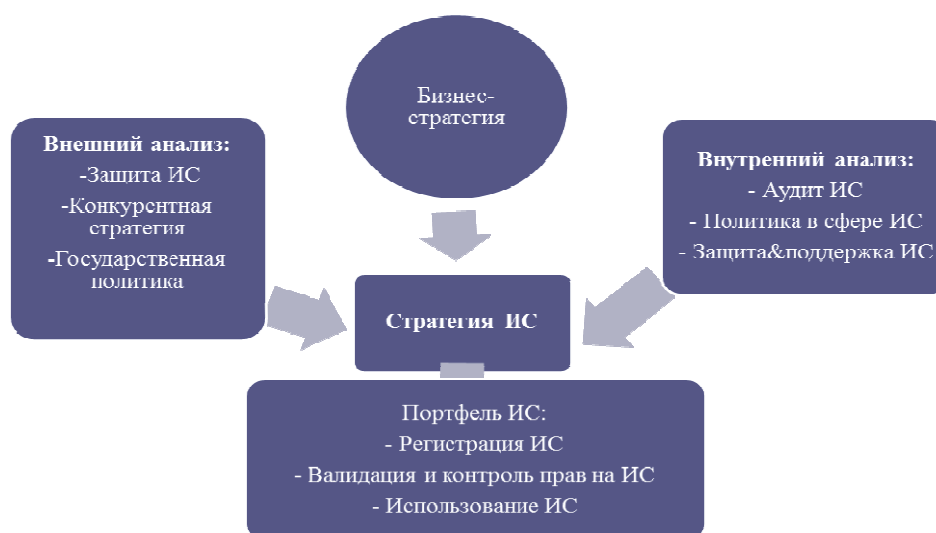 Бизнес-
стратегия
Внешний анализ:
-Защита ИС
-Конкурентная
стратегия
-Государственная
политика
Внутренний анализ:
- Аудит ИС
- Политика в сфере ИС
- Защита&поддержка ИС
Стратегия ИС
Портфель ИС:
- Регистрация ИС
- Валидация и контроль прав на ИС
- Использование ИС